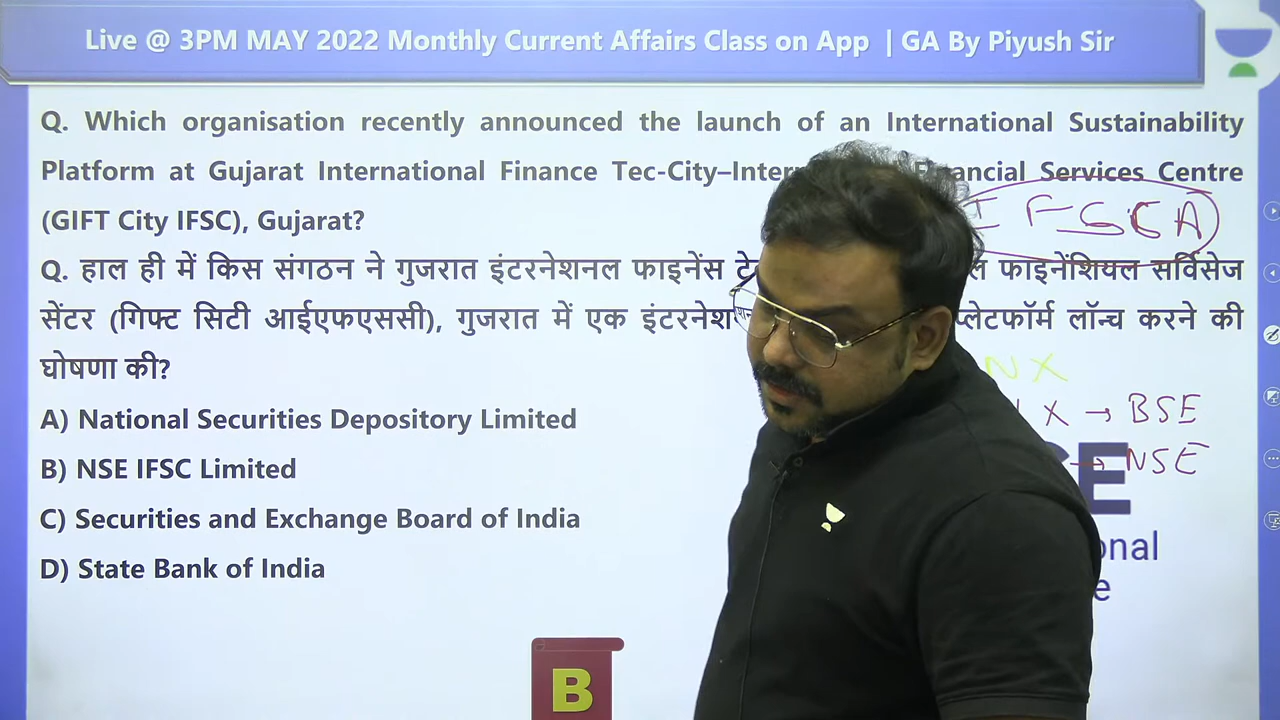 Live @ 3PM MAY 2022 Monthly Current Affairs Class on App | GA By Piyush Sir
Q. Which organisation recently announced the launch of an International Sustainability
Platform at Gujarat International Finance Tec-City–Inter Financial Services Centre
(GIFT City IFSC), Gujarat?
IFSCA
Q. हाल ही में किस संगठन ने गुजरात इंटरनेशनल फाइनेंस फाइनेंशियल सर्विसेज
सेंटर (गिफ्ट सिटी आईएफएससी), गुजरात में एक प्लेटफॉर्म लॉन्च करने की
घोषणा की?
NX
A) National Securities Depository Limited
X → BSE
B) NSE IFSC Limited
→ NSE
C) Securities and Exchange Board of India
D) State Bank of India
B